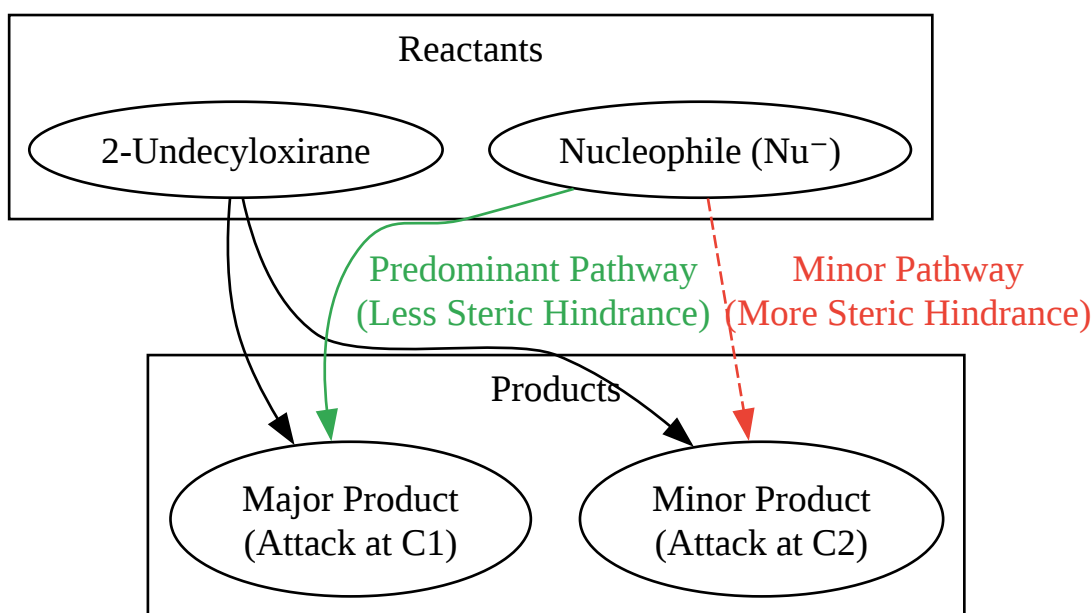 Reactants
2-Undecyloxirane
Nucleophile (Nu⁻)
Predominant Pathway
(Less Steric Hindrance)
Minor Pathway
(More Steric Hindrance)
Products
Major Product
(Attack at C1)
Minor Product
(Attack at C2)